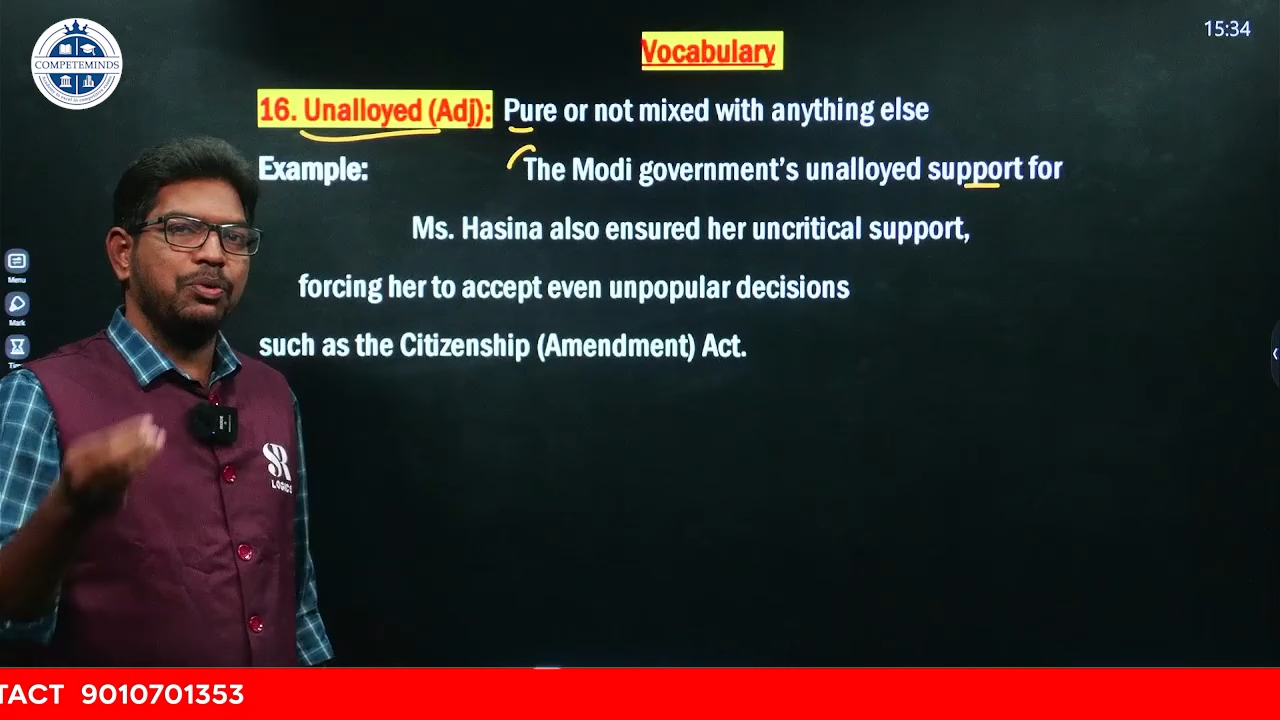 15:34
COMPETEMINDS
Vocabulary
16. Unalloyed (Adj): Pure or not mixed with anything else
Example: The Modi government's unalloyed support for
Ms. Hasina also ensured her uncritical support,
forcing her to accept even unpopular decisions
such as the Citizenship (Amendment) Act.
Menu
Mark
SR
LOGICS
TACT 9010701353